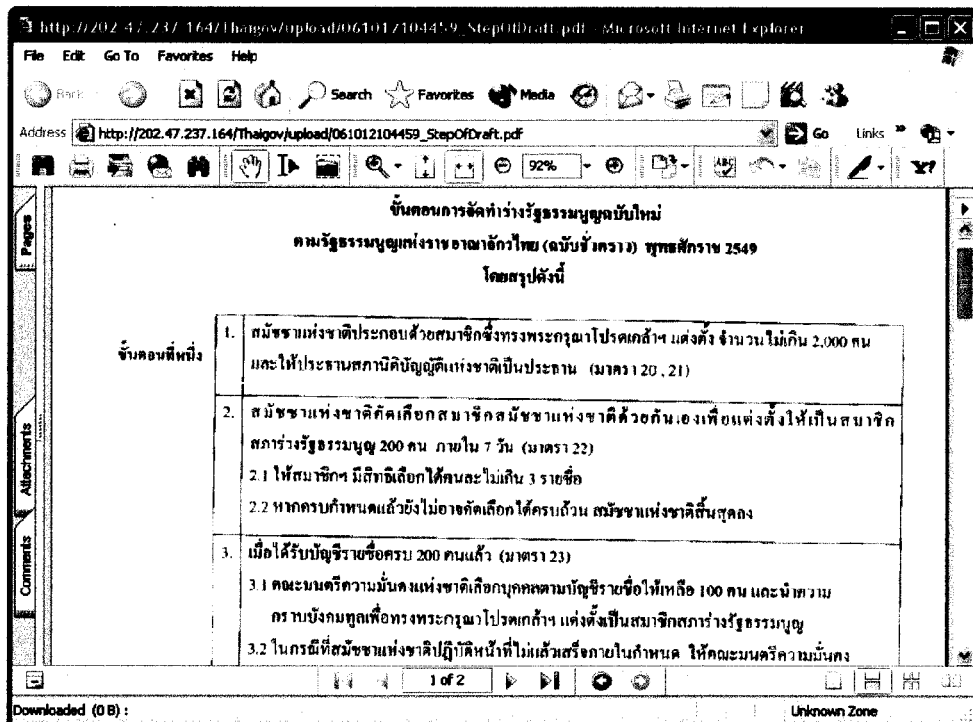 http://202.47.237.164/Thaigov/upload/061012104459_StepOfDraft.pdf - Microsoft Internet Explorer
File Edit Go To Favorites Help
Back Search Favorites Media
Address http://202.47.237.164/Thaigov/upload/061012104459_StepOfDraft.pdf Go Links »
92% Y?
Pages
Attachments
Comments
ขั้นตอนการจัดทำร่างรัฐธรรมนูญฉบับใหม่
ตามรัฐธรรมนูญแห่งราชอาณาจักรไทย (ฉบับชั่วคราว) พุทธศักราช 2549
โดยสรุปดังนี้
ขั้นตอนที่หนึ่ง
1. สมัชชาแห่งชาติประกอบด้วยสมาชิกซึ่งทรงพระกรุณาโปรดเกล้าฯ แต่งตั้ง จำนวนไม่เกิน 2,000 คน
และให้ประธานสภานิติบัญญัติแห่งชาติเป็นประธาน (มาตรา 20 , 21)
2. สมัชชาแห่งชาติคัดเลือกสมาชิกสมัชชาแห่งชาติด้วยกันเองเพื่อแต่งตั้งให้เป็นสมาชิก
สภาร่างรัฐธรรมนูญ 200 คน ภายใน 7 วัน (มาตรา 22)
2.1 ให้สมาชิกฯ มีสิทธิเลือกได้คนละไม่เกิน 3 รายชื่อ
2.2 หากครบกำหนดแล้วยังไม่อาจคัดเลือกได้ครบถ้วน สมัชชาแห่งชาติสิ้นสุดลง
3. เมื่อได้รับบัญชีรายชื่อครบ 200 คนแล้ว (มาตรา 23)
3.1 คณะมนตรีความมั่นคงแห่งชาติเลือกบุคคลตามบัญชีรายชื่อให้เหลือ 100 คน และนำความ
กราบบังคมทูลเพื่อทรงพระกรุณาโปรดเกล้าฯ แต่งตั้งเป็นสมาชิกสภาร่างรัฐธรรมนูญ
3.2 ในกรณีที่สมัชชาแห่งชาติปฏิบัติหน้าที่ไม่แล้วเสร็จภายในกำหนด ให้คณะมนตรีความมั่นคง
1 of 2
Downloaded (0 B) : Unknown Zone